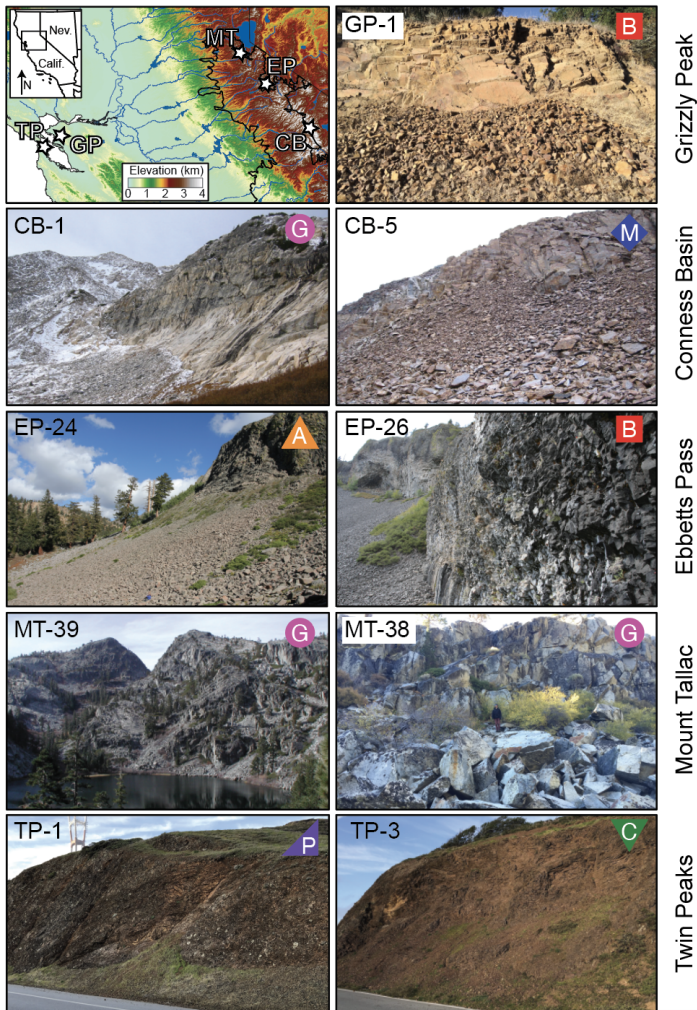 Nev.
Calif.
N
MT
EP
CB
TP
GP
Elevation (km)
0 1 2 3 4
GP-1
B
Grizzly Peak
CB-1
G
CB-5
M
Conness Basin
EP-24
A
EP-26
B
Ebbetts Pass
MT-39
G
MT-38
G
Mount Tallac
TP-1
P
TP-3
C
Twin Peaks